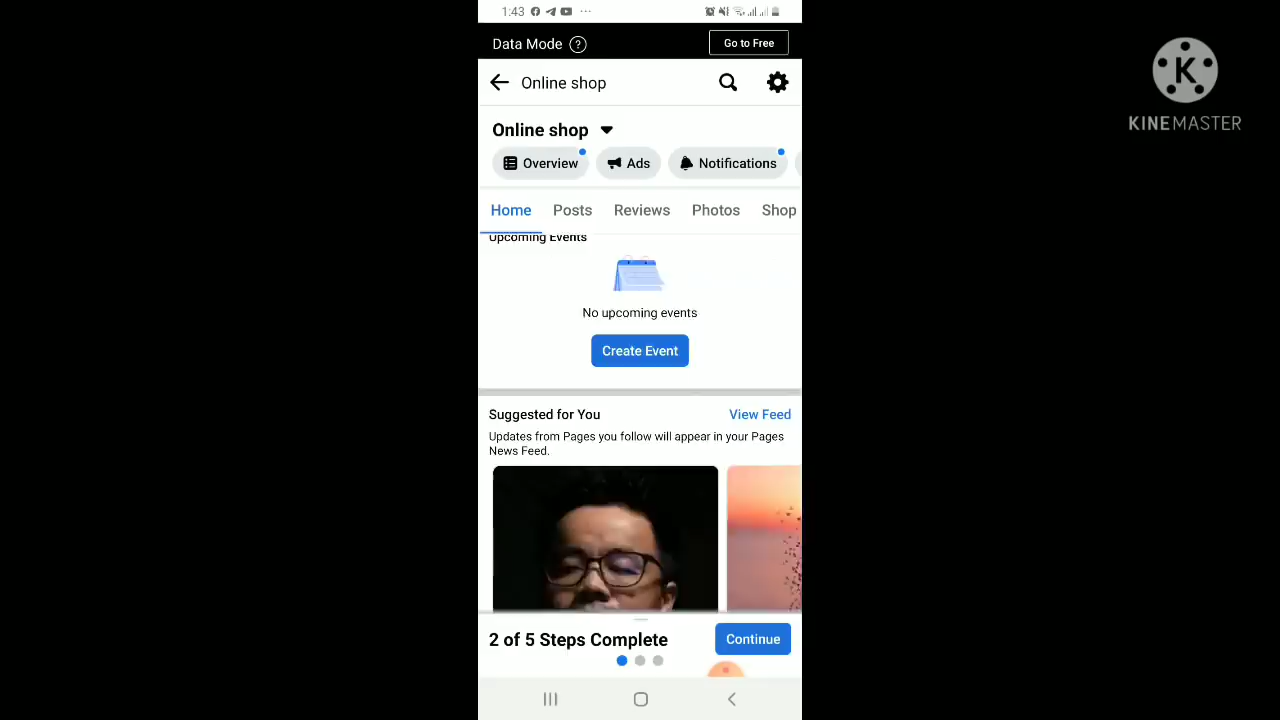 1:43
Data Mode ?
Go to Free
Online shop
Online shop
Overview
Ads
Notifications
Home
Posts
Reviews
Photos
Shop
Upcoming Events
No upcoming events
Create Event
Suggested for You
View Feed
Updates from Pages you follow will appear in your Pages
News Feed.
2 of 5 Steps Complete
Continue
K
KINEMASTER